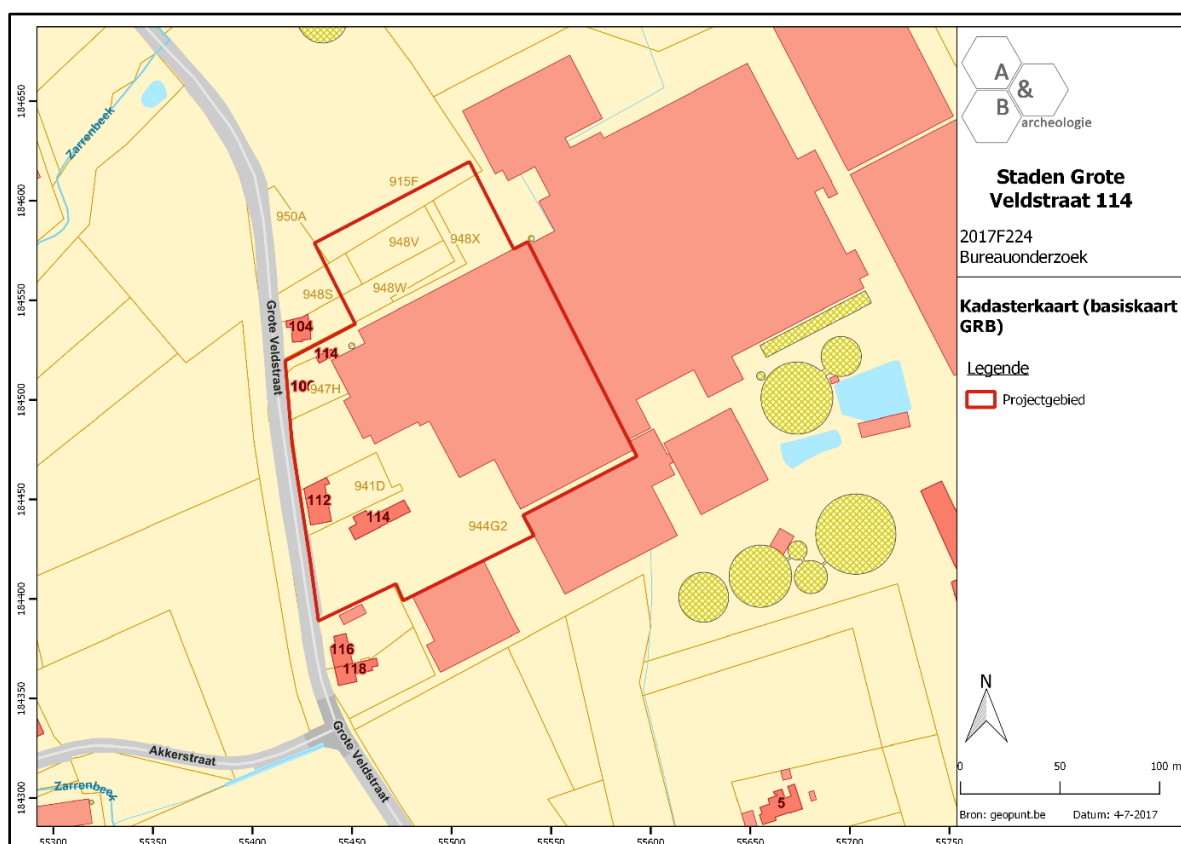 A
&
B
archeologie
Staden Grote
Veldstraat 114
2017F224
Bureauonderzoek
Kadasterkaart (basiskaart
GRB)
Legende
Projectgebied
N
0 50 100 m
Bron: geopunt.be Datum: 4-7-2017
184650
184600
184550
184500
184450
184400
184350
184300
55300 55350 55400 55450 55500 55550 55600 55650 55700 55750
Zarrenbeek
915F
950A
948V
948X
948S
948W
Grote Veldstraat
104
114
947H
112
941D
114
944G2
116
118
Grote Veldstraat
Akkerstraat
Zarrenbeek
5